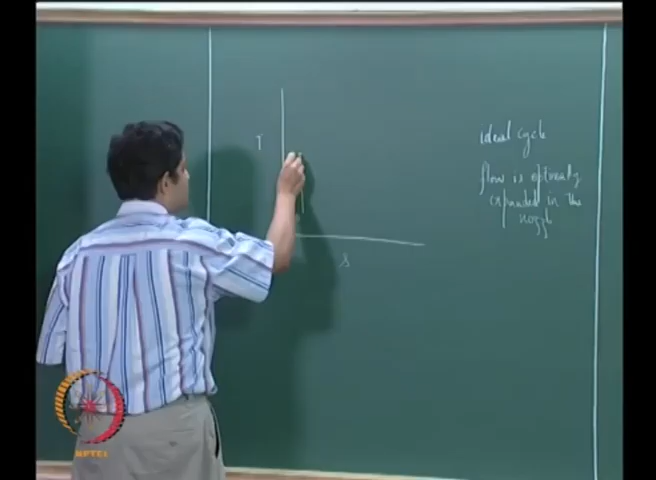 T
s
ideal cycle
flow is optimally
expanded in the
nozzle
NPTEL